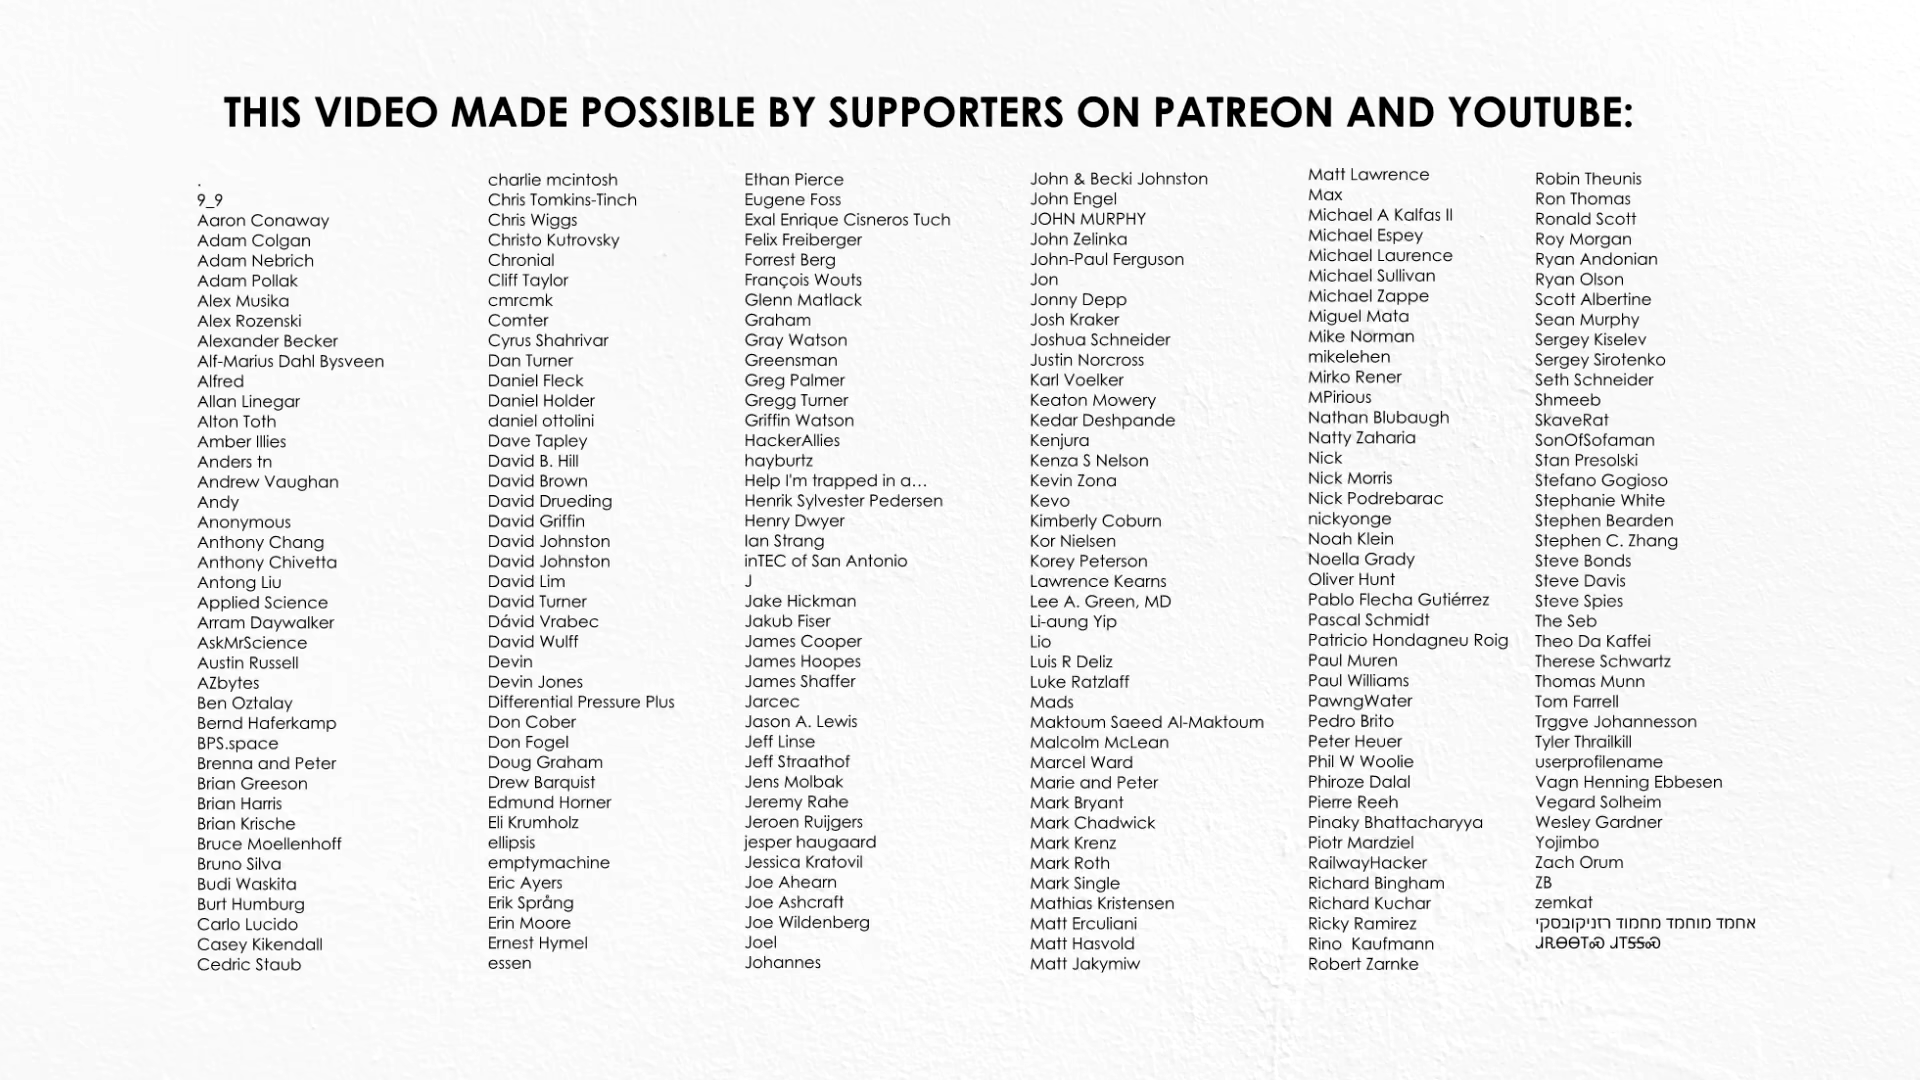 THIS VIDEO MADE POSSIBLE BY SUPPORTERS ON PATREON AND YOUTUBE:
.
9_9
Aaron Conaway
Adam Colgan
Adam Nebrich
Adam Pollak
Alex Musika
Alex Rozenski
Alexander Becker
Alf-Marius Dahl Bysveen
Alfred
Allan Linegar
Alton Toth
Amber Illies
Anders tn
Andrew Vaughan
Andy
Anonymous
Anthony Chang
Anthony Chivetta
Antong Liu
Applied Science
Arram Daywalker
AskMrScience
Austin Russell
AZbytes
Ben Oztalay
Bernd Haferkamp
BPS.space
Brenna and Peter
Brian Greeson
Brian Harris
Brian Krische
Bruce Moellenhoff
Bruno Silva
Budi Waskita
Burt Humburg
Carlo Lucido
Casey Kikendall
Cedric Staub
charlie mcintosh
Chris Tomkins-Tinch
Chris Wiggs
Christo Kutrovsky
Chronial
Cliff Taylor
cmrcmk
Comter
Cyrus Shahrivar
Dan Turner
Daniel Fleck
Daniel Holder
daniel ottolini
Dave Tapley
David B. Hill
David Brown
David Drueding
David Griffin
David Johnston
David Johnston
David Lim
David Turner
Dávid Vrabec
David Wulff
Devin
Devin Jones
Differential Pressure Plus
Don Cober
Don Fogel
Doug Graham
Drew Barquist
Edmund Horner
Eli Krumholz
ellipsis
emptymachine
Eric Ayers
Erik Språng
Erin Moore
Ernest Hymel
essen
Ethan Pierce
Eugene Foss
Exal Enrique Cisneros Tuch
Felix Freiberger
Forrest Berg
François Wouts
Glenn Matlack
Graham
Gray Watson
Greensman
Greg Palmer
Gregg Turner
Griffin Watson
HackerAllies
hayburtz
Help I'm trapped in a…
Henrik Sylvester Pedersen
Henry Dwyer
Ian Strang
inTEC of San Antonio
J
Jake Hickman
Jakub Fiser
James Cooper
James Hoopes
James Shaffer
Jarcec
Jason A. Lewis
Jeff Linse
Jeff Straathof
Jens Molbak
Jeremy Rahe
Jeroen Ruijgers
jesper haugaard
Jessica Kratovil
Joe Ahearn
Joe Ashcraft
Joe Wildenberg
Joel
Johannes
John & Becki Johnston
John Engel
JOHN MURPHY
John Zelinka
John-Paul Ferguson
Jon
Jonny Depp
Josh Kraker
Joshua Schneider
Justin Norcross
Karl Voelker
Keaton Mowery
Kedar Deshpande
Kenjura
Kenza S Nelson
Kevin Zona
Kevo
Kimberly Coburn
Kor Nielsen
Korey Peterson
Lawrence Kearns
Lee A. Green, MD
Li-aung Yip
Lio
Luis R Deliz
Luke Ratzlaff
Mads
Maktoum Saeed Al-Maktoum
Malcolm McLean
Marcel Ward
Marie and Peter
Mark Bryant
Mark Chadwick
Mark Krenz
Mark Roth
Mark Single
Mathias Kristensen
Matt Erculiani
Matt Hasvold
Matt Jakymiw
Matt Lawrence
Max
Michael A Kalfas II
Michael Espey
Michael Laurence
Michael Sullivan
Michael Zappe
Miguel Mata
Mike Norman
mikelehen
Mirko Rener
MPirious
Nathan Blubaugh
Natty Zaharia
Nick
Nick Morris
Nick Podrebarac
nickyonge
Noah Klein
Noella Grady
Oliver Hunt
Pablo Flecha Gutiérrez
Pascal Schmidt
Patricio Hondagneu Roig
Paul Muren
Paul Williams
PawngWater
Pedro Brito
Peter Heuer
Phil W Woolie
Phiroze Dalal
Pierre Reeh
Pinaky Bhattacharyya
Piotr Mardziel
RailwayHacker
Richard Bingham
Richard Kuchar
Ricky Ramirez
Rino  Kaufmann
Robert Zarnke
Robin Theunis
Ron Thomas
Ronald Scott
Roy Morgan
Ryan Andonian
Ryan Olson
Scott Albertine
Sean Murphy
Sergey Kiselev
Sergey Sirotenko
Seth Schneider
Shmeeb
SkaveRat
SonOfSofaman
Stan Presolski
Stefano Gogioso
Stephanie White
Stephen Bearden
Stephen C. Zhang
Steve Bonds
Steve Davis
Steve Spies
The Seb
Theo Da Kaffei
Therese Schwartz
Thomas Munn
Tom Farrell
Trggve Johannesson
Tyler Thrailkill
userprofilename
Vagn Henning Ebbesen
Vegard Solheim
Wesley Gardner
Yojimbo
Zach Orum
ZB
zemkat
אחמד מוחמד מחמוד רזניקובסקי